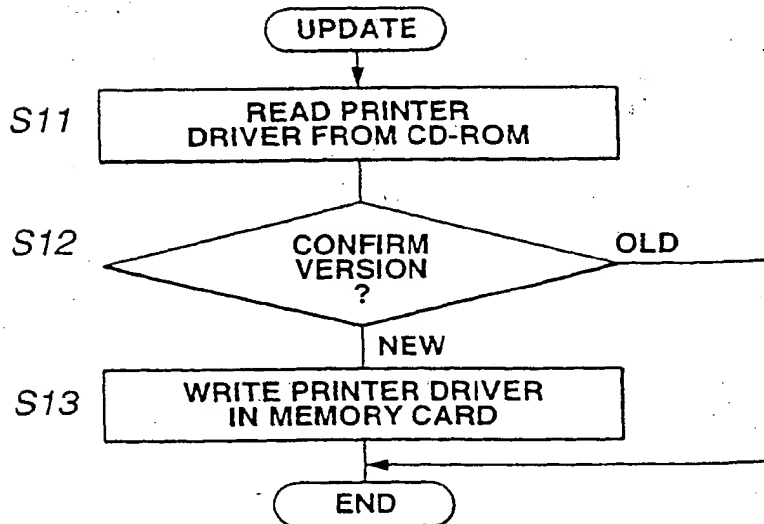 UPDATE
S11
READ PRINTER
DRIVER FROM CD-ROM
S12
CONFIRM
VERSION
?
OLD
NEW
S13
WRITE PRINTER DRIVER
IN MEMORY CARD
END